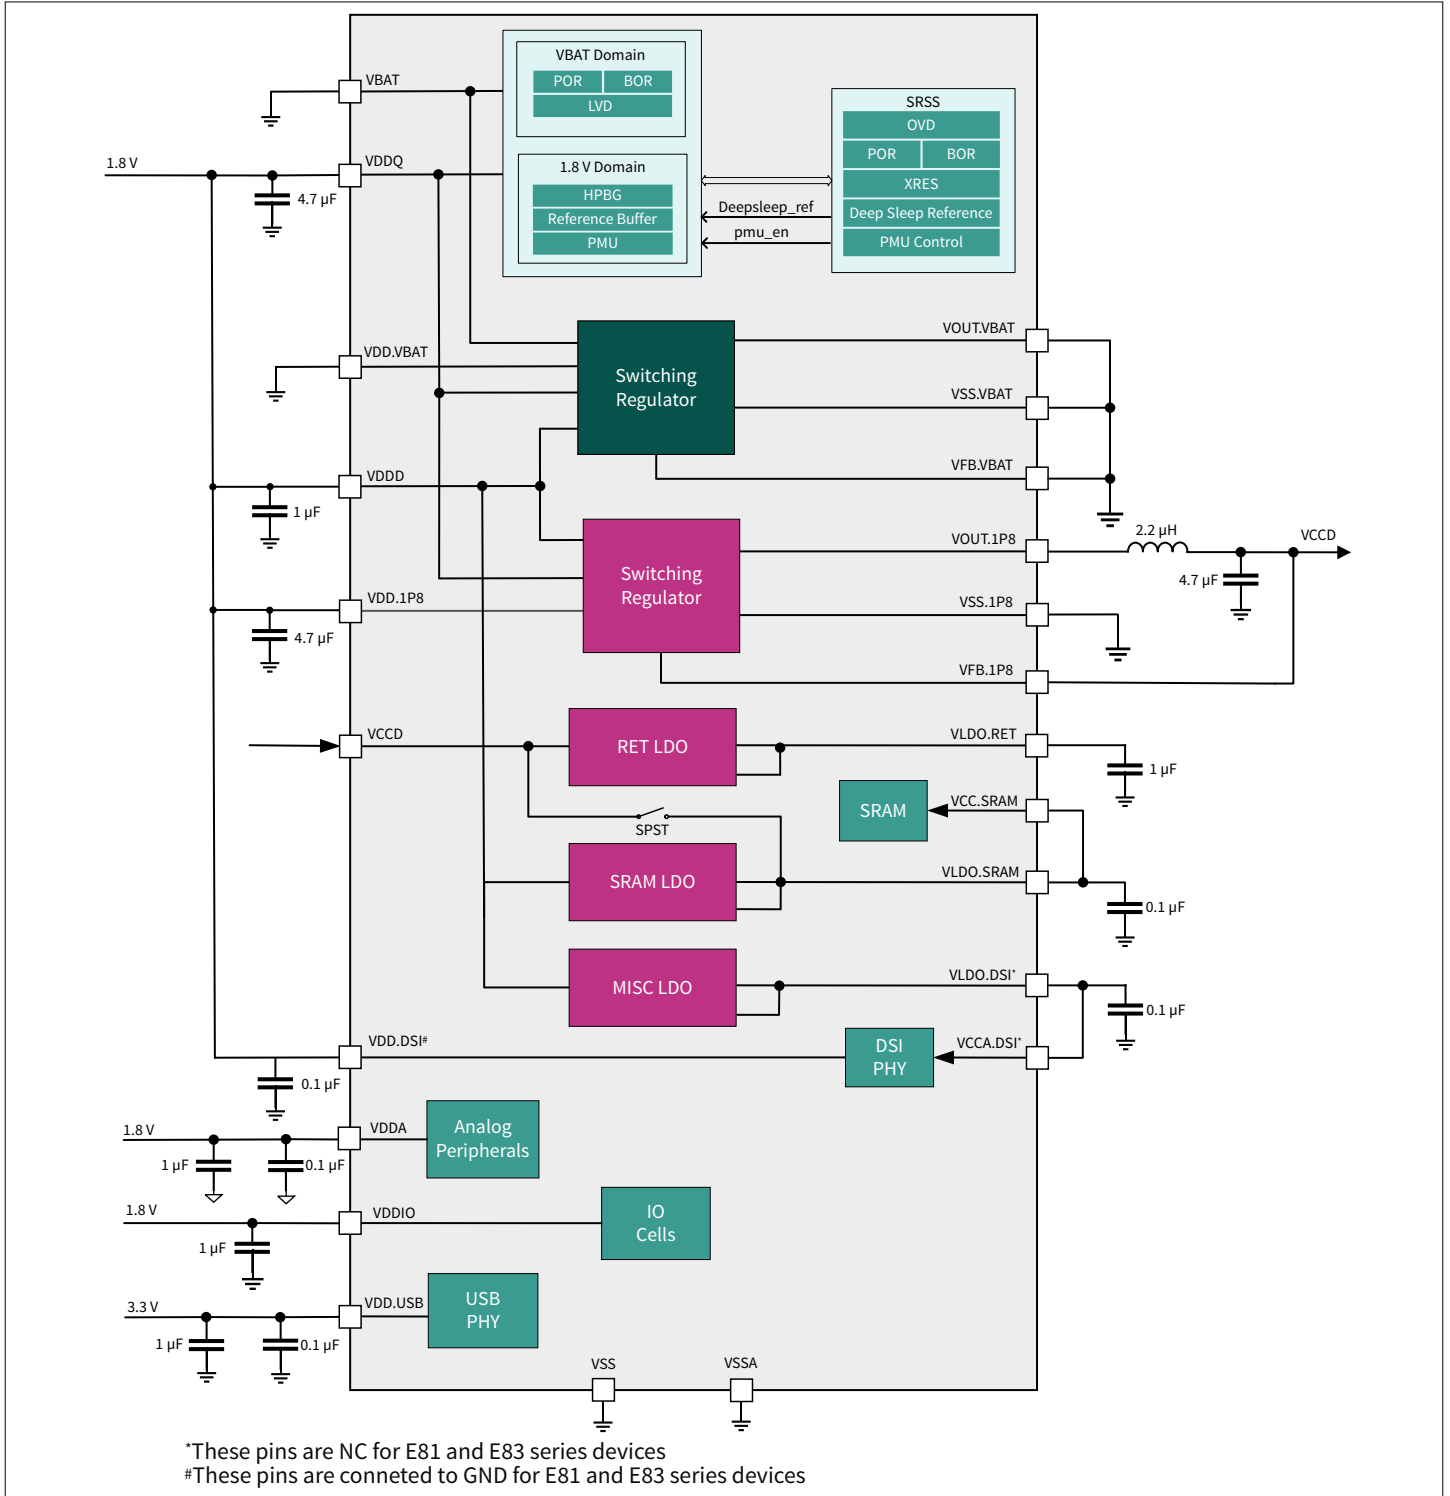 VBAT Domain
POR
BOR
LVD
VBAT
SRSS
OVD
POR
BOR
XRES
Deep Sleep Reference
PMU Control
1.8 V
VDDQ
4.7 µF
1.8 V Domain
HPBG
Reference Buffer
PMU
Deepsleep_ref
pmu_en
VDD.VBAT
Switching
Regulator
VOUT.VBAT
VSS.VBAT
VFB.VBAT
VDDD
1 µF
VDD.1P8
4.7 µF
Switching
Regulator
VOUT.1P8
2.2 µH
VCCD
4.7 µF
VSS.1P8
VFB.1P8
VCCD
RET LDO
VLDO.RET
1 µF
SPST
SRAM
VCC.SRAM
SRAM LDO
VLDO.SRAM
0.1 µF
MISC LDO
VLDO.DSI*
0.1 µF
VDD.DSI#
0.1 µF
DSI
PHY
VCCA.DSI*
1.8 V
VDDA
1 µF
0.1 µF
Analog
Peripherals
1.8 V
VDDIO
1 µF
IO
Cells
3.3 V
VDD.USB
1 µF
0.1 µF
USB
PHY
VSS
VSSA
*These pins are NC for E81 and E83 series devices
#These pins are conneted to GND for E81 and E83 series devices